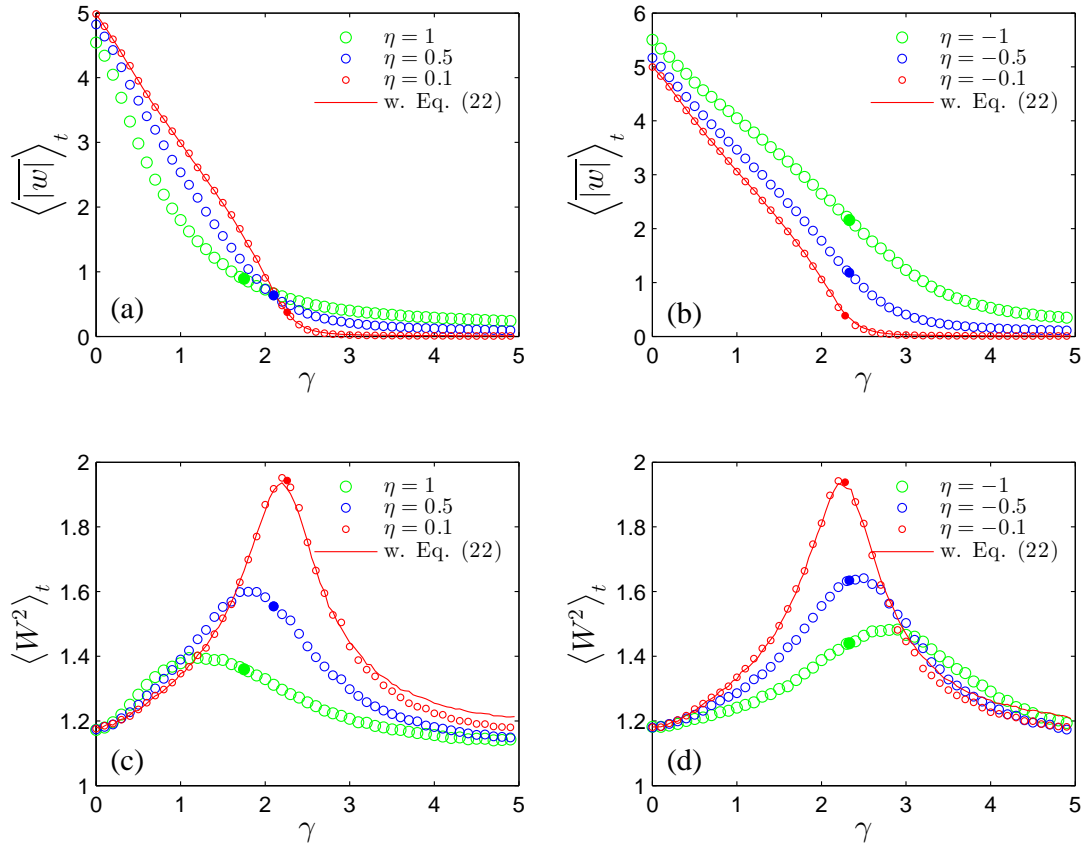 5
4
3
2
1
0
0 1 2 3 4 5
γ
⟨|w|⟩t
η = 1
η = 0.5
η = 0.1
w. Eq. (22)
(a)
6
5
4
3
2
1
0
0 1 2 3 4 5
γ
⟨|w|⟩t
η = −1
η = −0.5
η = −0.1
w. Eq. (22)
(b)
2
1.8
1.6
1.4
1.2
1
0 1 2 3 4 5
γ
⟨W²⟩t
η = 1
η = 0.5
η = 0.1
w. Eq. (22)
(c)
2
1.8
1.6
1.4
1.2
1
0 1 2 3 4 5
γ
⟨W²⟩t
η = −1
η = −0.5
η = −0.1
w. Eq. (22)
(d)